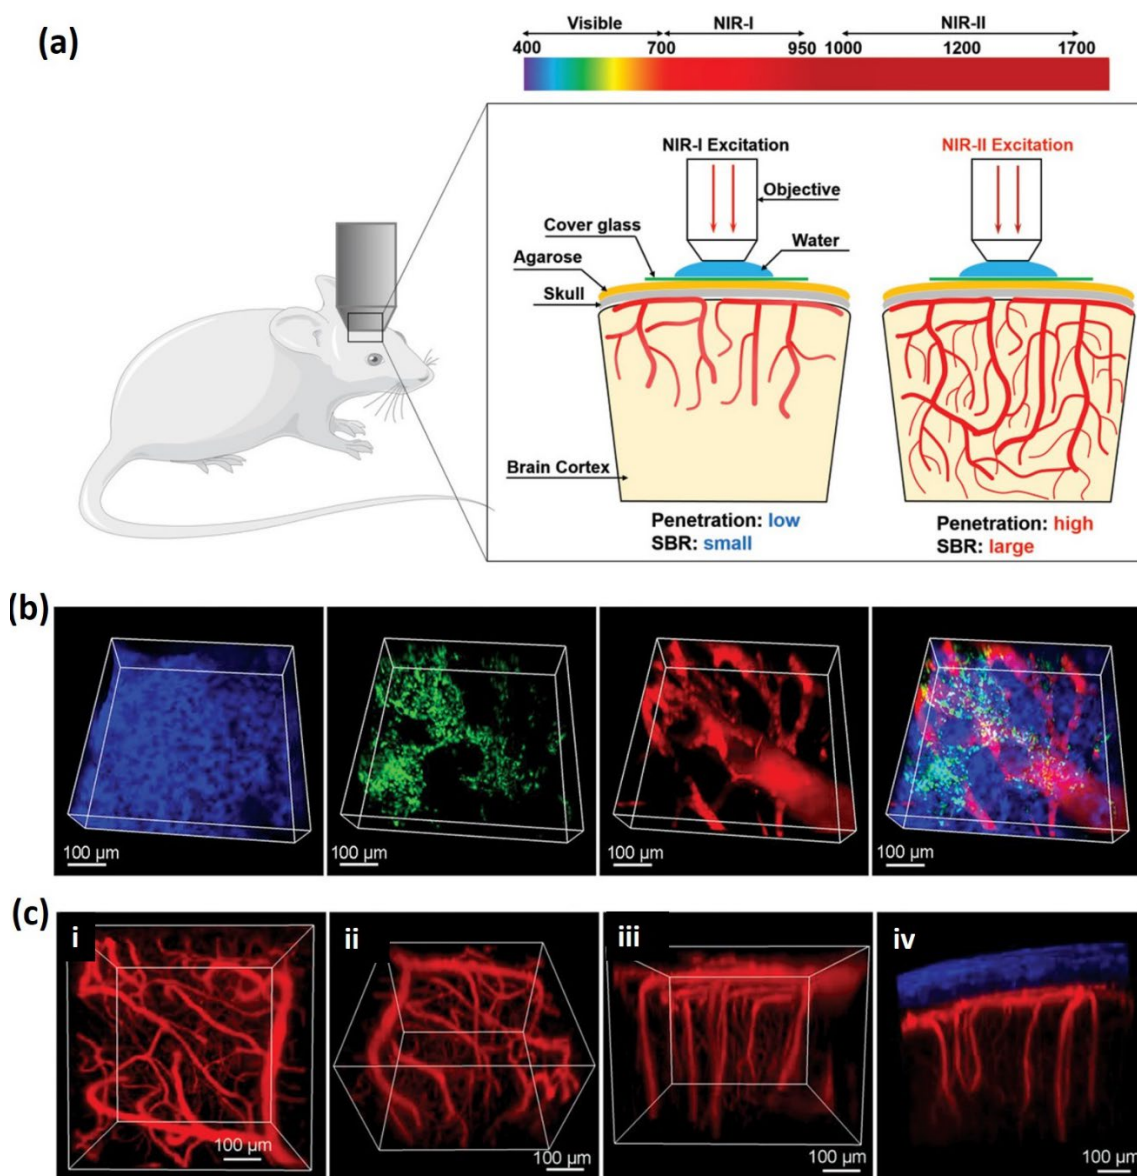 (a)
Visible NIR-I NIR-II
400 700 950 1000 1200 1700
NIR-I Excitation
NIR-II Excitation
Objective
Cover glass
Water
Agarose
Skull
Brain Cortex
Penetration: low
SBR: small
Penetration: high
SBR: large
(b)
100 µm
100 µm
100 µm
100 µm
(c)
i
ii
iii
iv
100 µm
100 µm
100 µm
100 µm